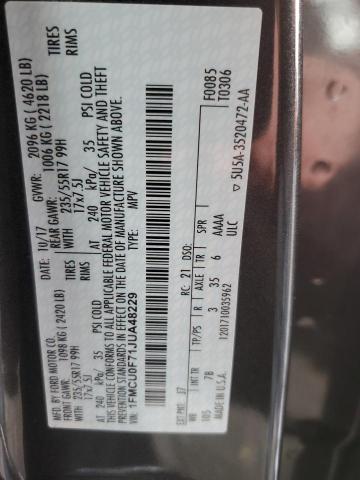 MFD. BY FORD MOTOR CO.
10/17
GVWR: 2096 KG / 4620 LB)
FRONT GAWR: 1098 KG (2420 LB)
REAR GAWR: 1006 KG (2218 LB)
235/55R17 99H
17x7.5J
TIRES
RIMS
235/55R17 99H
17x7.5J
TIRES
RIMS
AT 240 kPa/ 35 PSI COLD
AT 240 kPa/ 35 PSI COLD
THIS VEHICLE CONFORMS TO ALL APPLICABLE FEDERAL MOTOR VEHICLE SAFETY AND THEFT
PREVENTION STANDARDS IN EFFECT ON THE DATE OF MANUFACTURE SHOWN ABOVE.
VIN: 1FMCU0F71JUA48229
TYPE: MPV
F0085
T0306
EXT PNT: J7
RC: 21
DSO:
WB
TP/PS
R
AXLE
TR
SPR
105
7B
3
35
6
AAAA
ULC
1201710035962
MADE IN U.S.A.
5U5A-3520472-AA